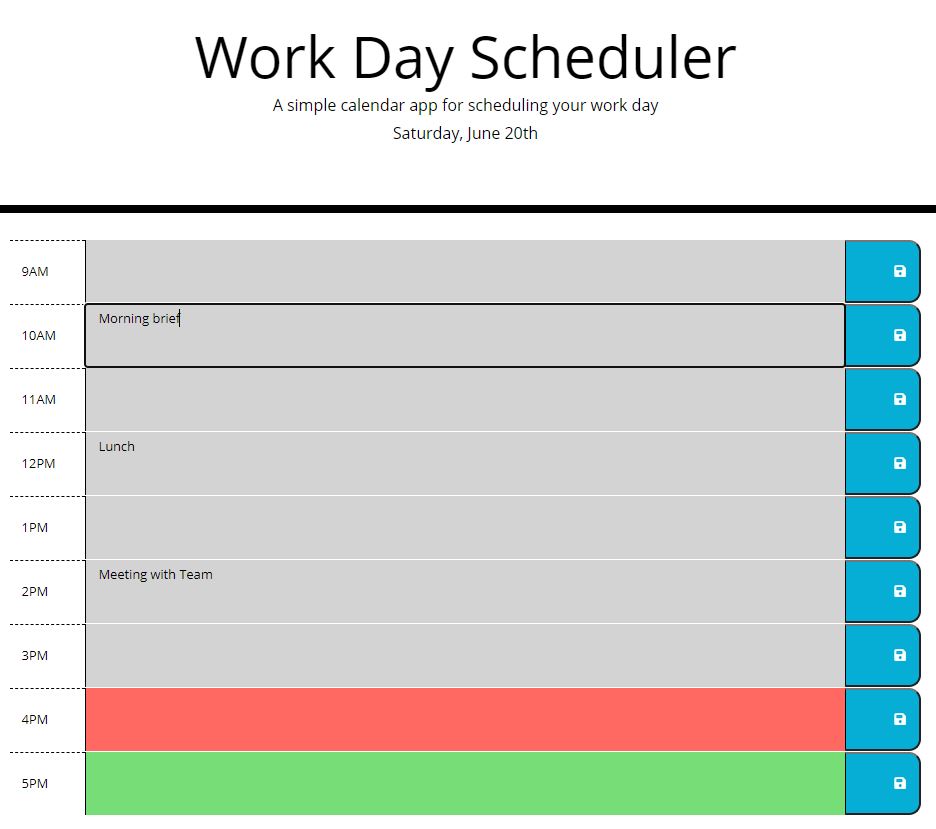 Work Day Scheduler
A simple calendar app for scheduling your work day
Saturday, June 20th
9AM
10AM
Morning brief
11AM
12PM
Lunch
1PM
2PM
Meeting with Team
3PM
4PM
5PM